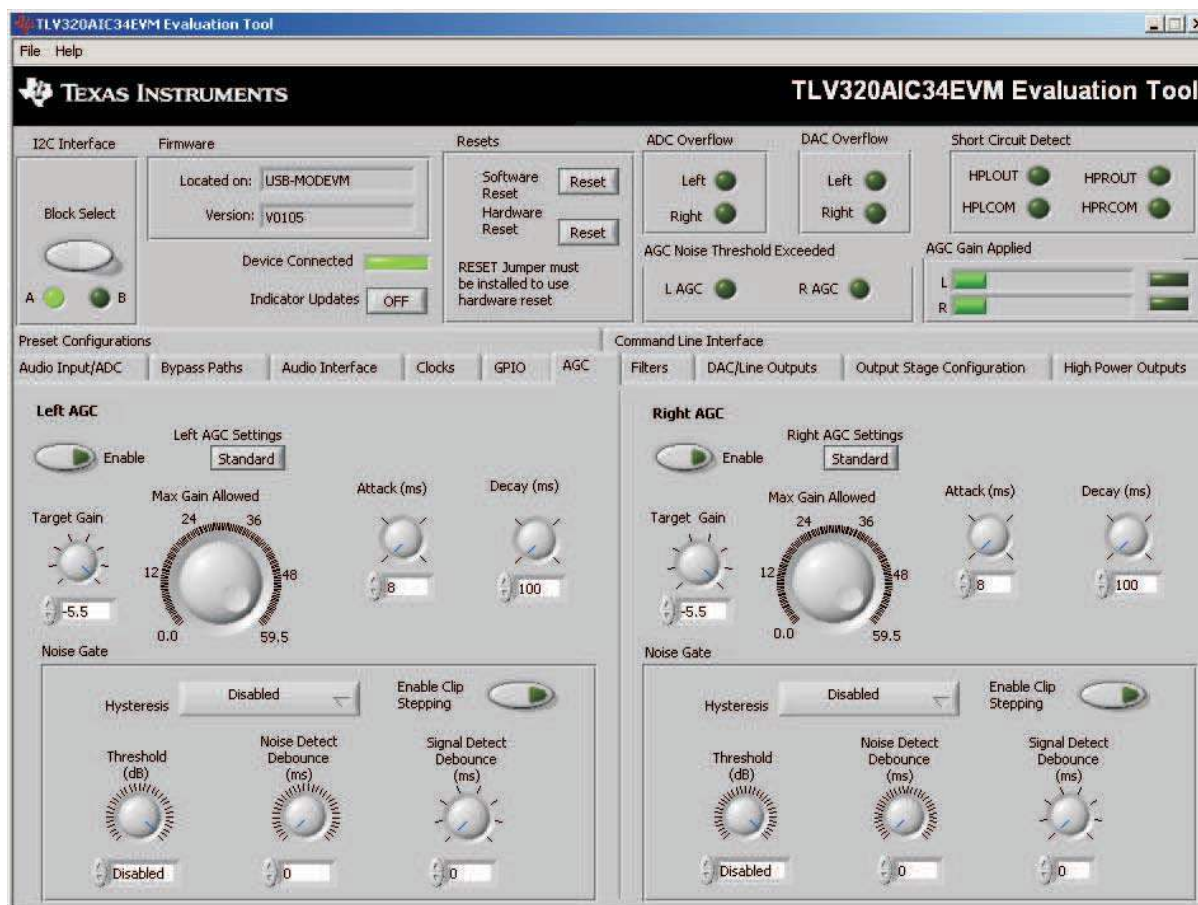 TLV320AIC34EVM Evaluation Tool
File Help
TEXAS INSTRUMENTS
TLV320AIC34EVM Evaluation Tool
I2C Interface
Block Select
A B
Firmware
Located on: USB-MODEVM
Version: V0105
Device Connected
Indicator Updates OFF
Resets
Software Reset Reset
Hardware Reset Reset
RESET Jumper must
be installed to use
hardware reset
ADC Overflow
Left
Right
DAC Overflow
Left
Right
Short Circuit Detect
HPLOUT HPROUT
HPLCOM HPRCOM
AGC Noise Threshold Exceeded
L AGC R AGC
AGC Gain Applied
L
R
Preset Configurations Command Line Interface
Audio Input/ADC Bypass Paths Audio Interface Clocks GPIO AGC Filters DAC/Line Outputs Output Stage Configuration High Power Outputs
Left AGC
Enable
Left AGC Settings
Standard
Target Gain
-5.5
Max Gain Allowed
24 36
12 48
0.0 59.5
Attack (ms)
8
Decay (ms)
100
Noise Gate
Hysteresis Disabled
Enable Clip
Stepping
Threshold
(dB)
Disabled
Noise Detect
Debounce
(ms)
0
Signal Detect
Debounce
(ms)
0
Right AGC
Enable
Right AGC Settings
Standard
Target Gain
-5.5
Max Gain Allowed
24 36
12 48
0.0 59.5
Attack (ms)
8
Decay (ms)
100
Noise Gate
Hysteresis Disabled
Enable Clip
Stepping
Threshold
(dB)
Disabled
Noise Detect
Debounce
(ms)
0
Signal Detect
Debounce
(ms)
0